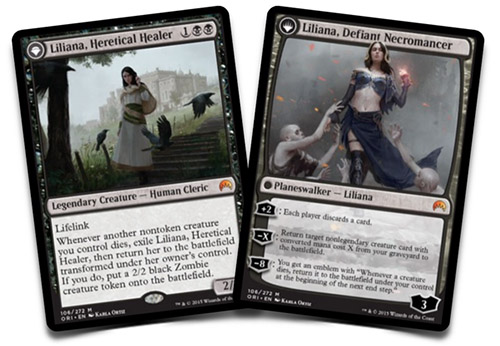 Liliana, Heretical Healer 1
Legendary Creature — Human Cleric
Lifelink
Whenever another nontoken creature
you control dies, exile Liliana, Heretical
Healer, then return her to the battlefield
transformed under her owner's control.
If you do, put a 2/2 black Zombie
creature token onto the battlefield.
2/
106/272 M
ORI • EN KARLA ORTIZ
™ & © 2015 Wizards of the
Liliana, Defiant Necromancer
Planeswalker — Liliana
+2 : Each player discards a card.
-X : Return target nonlegendary creature card with
converted mana cost X from your graveyard to
the battlefield.
-8 : You get an emblem with "Whenever a creature
dies, return it to the battlefield under your control
at the beginning of the next end step."
3
106/272 M
ORI • EN KARLA ORTIZ
™ & © 2015 Wizards of the Coast